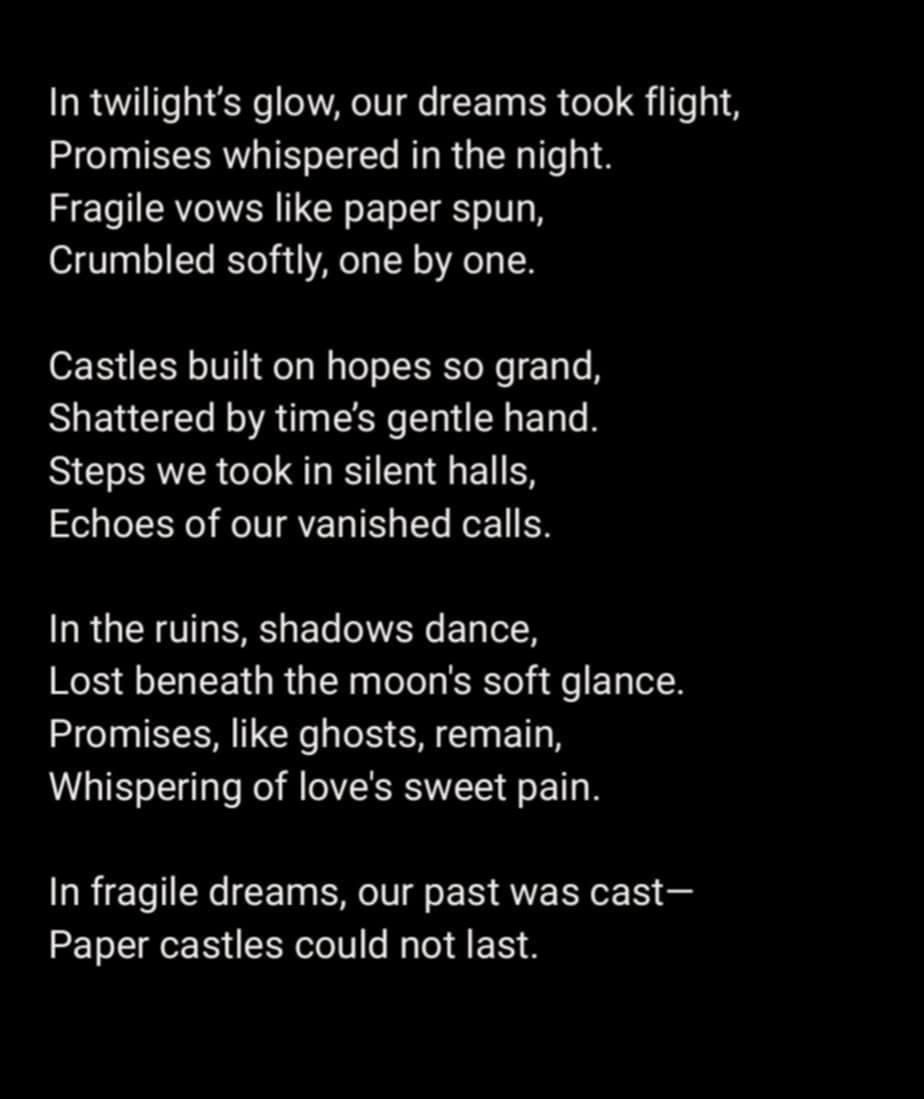 In twilight’s glow, our dreams took flight,
Promises whispered in the night.
Fragile vows like paper spun,
Crumbled softly, one by one.

Castles built on hopes so grand,
Shattered by time’s gentle hand.
Steps we took in silent halls,
Echoes of our vanished calls.

In the ruins, shadows dance,
Lost beneath the moon's soft glance.
Promises, like ghosts, remain,
Whispering of love's sweet pain.

In fragile dreams, our past was cast—
Paper castles could not last.